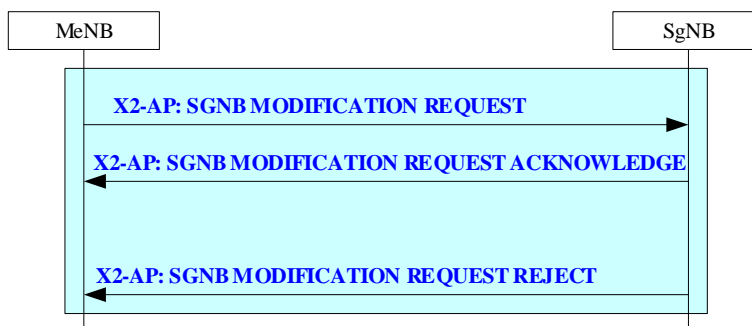 MeNB
SgNB
X2-AP: SGNB MODIFICATION REQUEST
X2-AP: SGNB MODIFICATION REQUEST ACKNOWLEDGE
X2-AP: SGNB MODIFICATION REQUEST REJECT